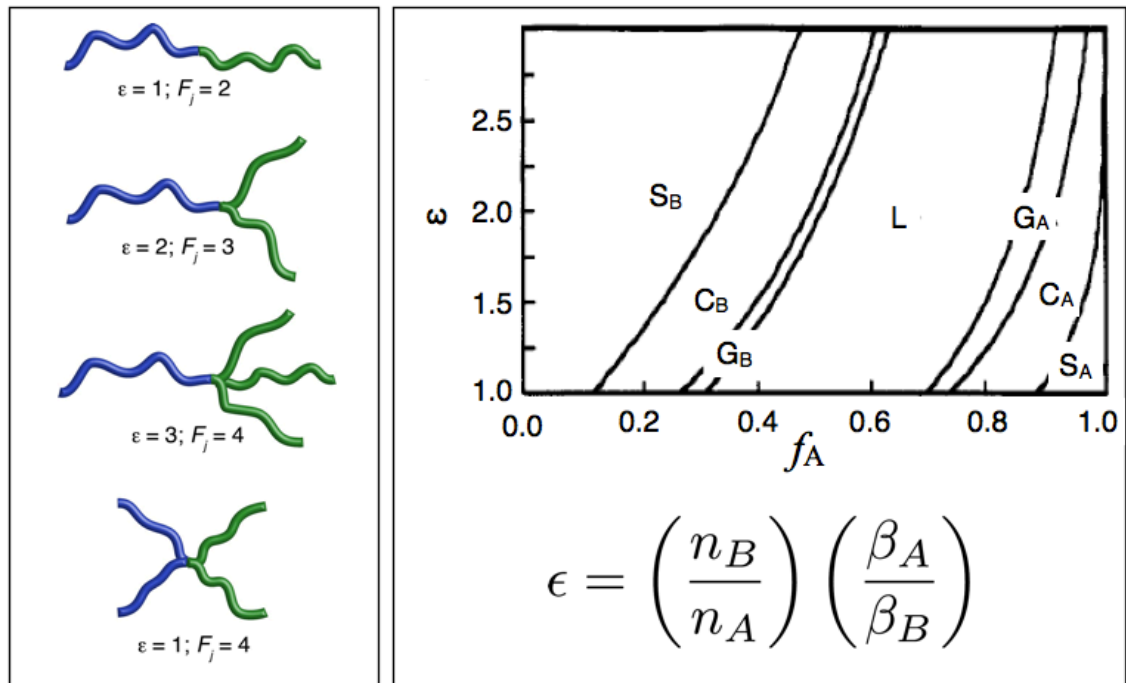 ε = 1; Fj = 2
ε = 2; Fj = 3
ε = 3; Fj = 4
ε = 1; Fj = 4
2.5
2.0
1.5
1.0
ε
SB
L
GA
CB
CA
GB
SA
0.0 0.2 0.4 0.6 0.8 1.0
fA
ϵ = (nB/nA) (βA/βB)